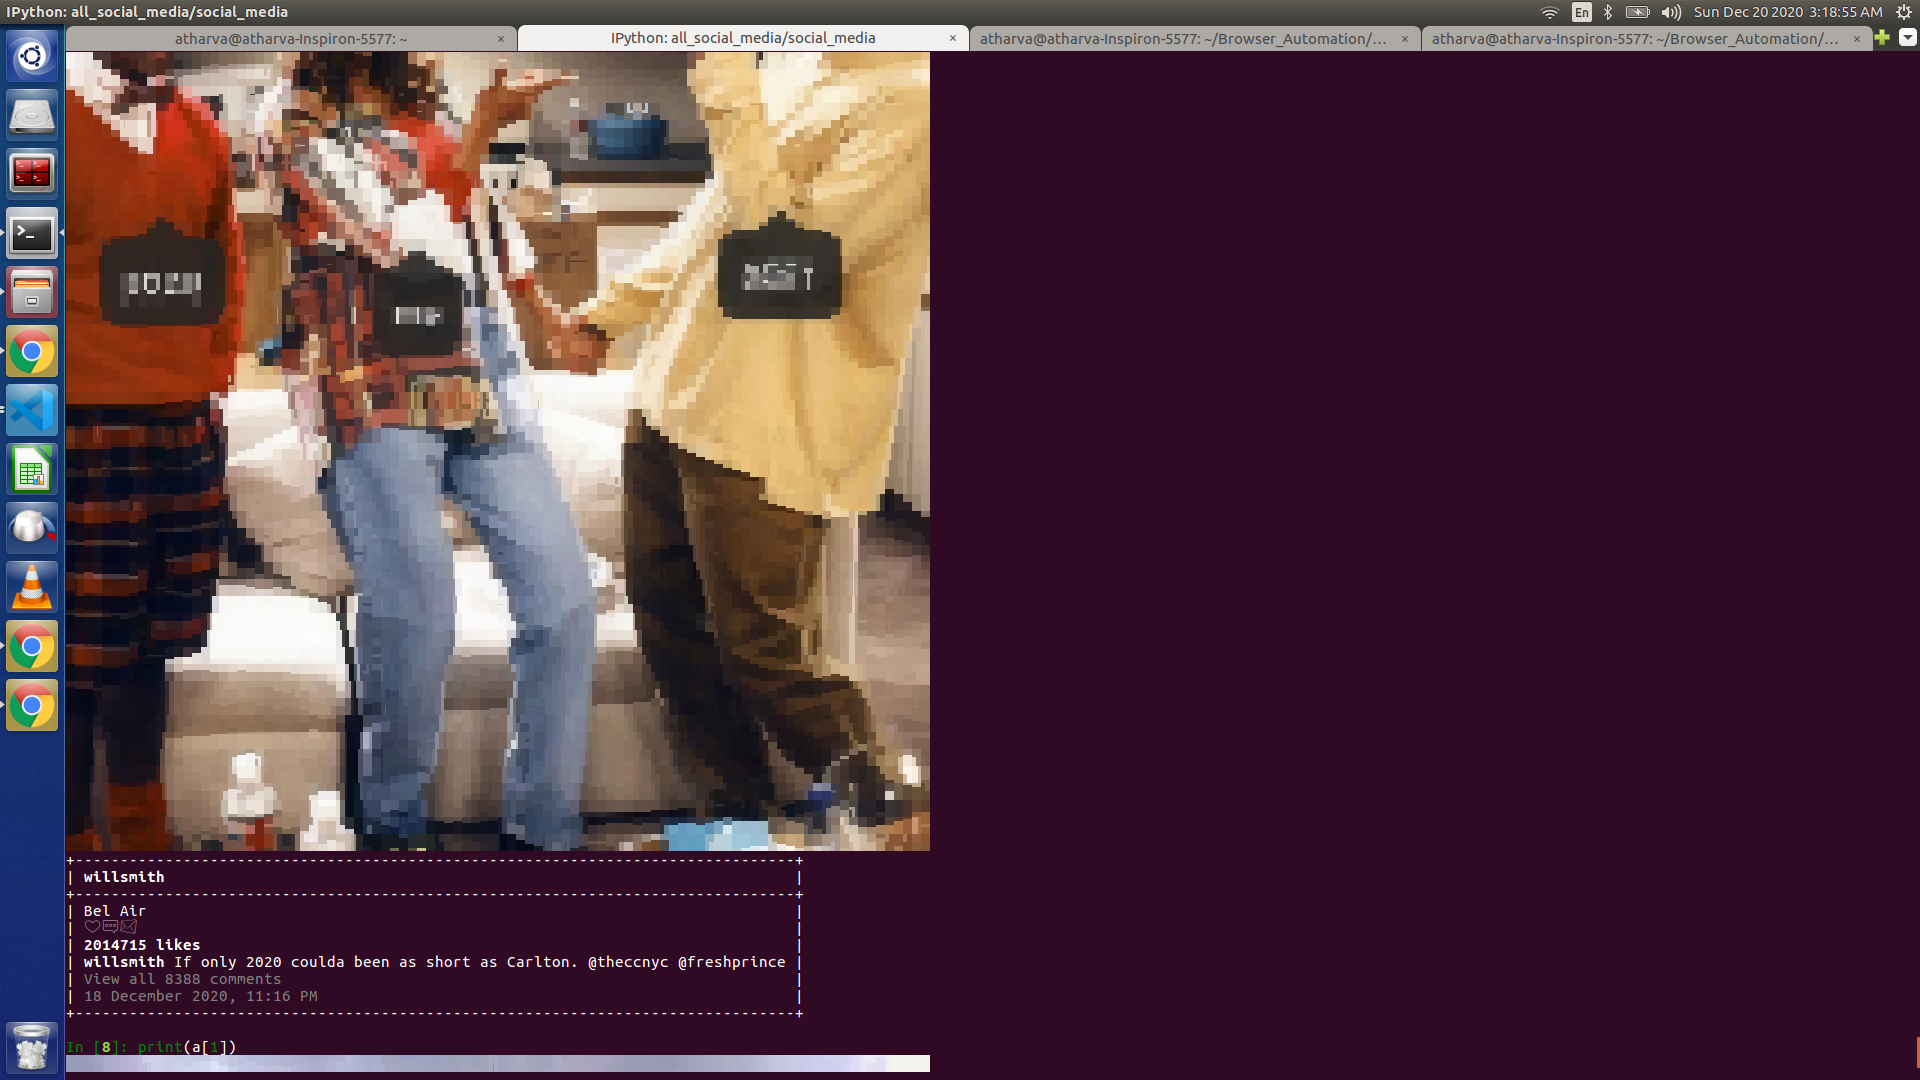 IPython: all_social_media/social_media
En
Sun Dec 20 2020 3:18:55 AM
atharva@atharva-Inspiron-5577: ~ ×
IPython: all_social_media/social_media ×
atharva@atharva-Inspiron-5577: ~/Browser_Automation/... ×
atharva@atharva-Inspiron-5577: ~/Browser_Automation/... ×
willsmith
Bel Air
2014715 likes
willsmith If only 2020 coulda been as short as Carlton. @theccnyc @freshprince
View all 8388 comments
18 December 2020, 11:16 PM
In [8]: print(a[1])